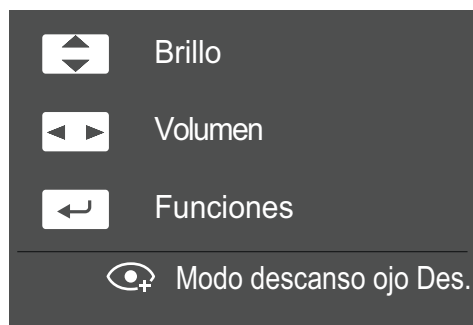 Brillo
Volumen
Funciones
Modo descanso ojo Des.